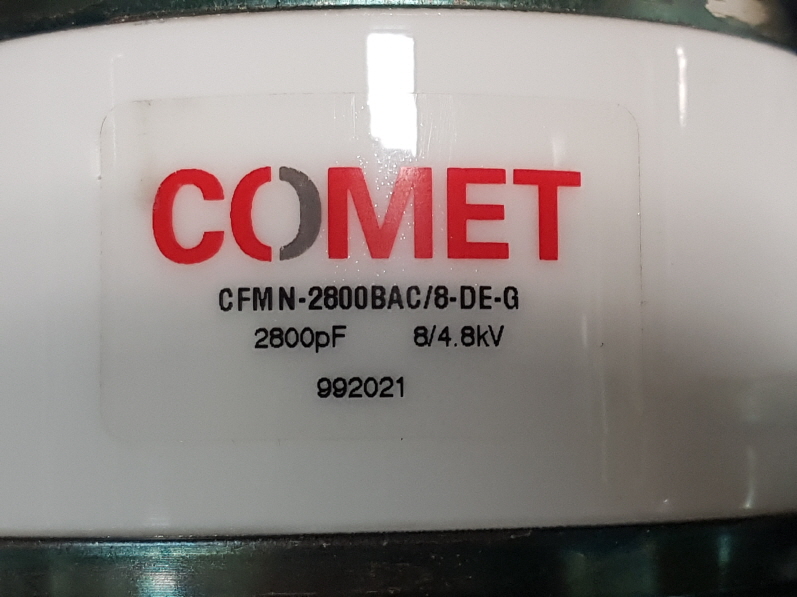 COMET
CFMN-2800BAC/8-DE-G
2800pF 8/4.8kV
992021